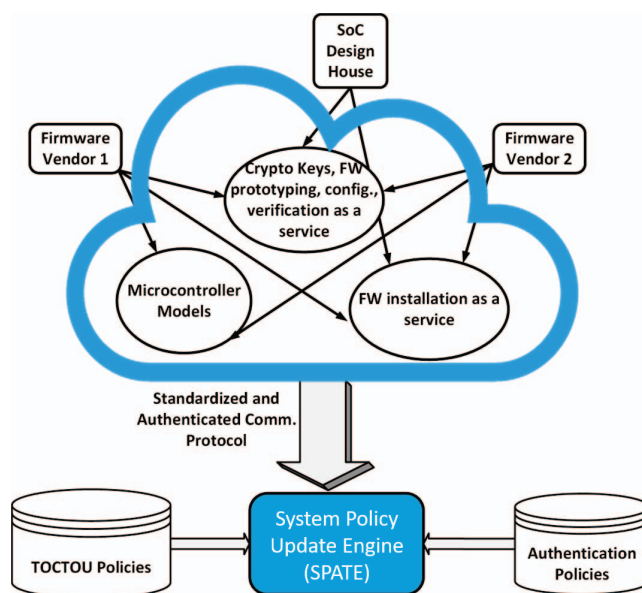 SoC
Design
House
Firmware
Vendor 1
Firmware
Vendor 2
Crypto Keys, FW
prototyping, config.,
verification as a
service
Microcontroller
Models
FW installation as a
service
Standardized and
Authenticated Comm.
Protocol
System Policy
Update Engine
(SPATE)
TOCTOU Policies
Authentication
Policies